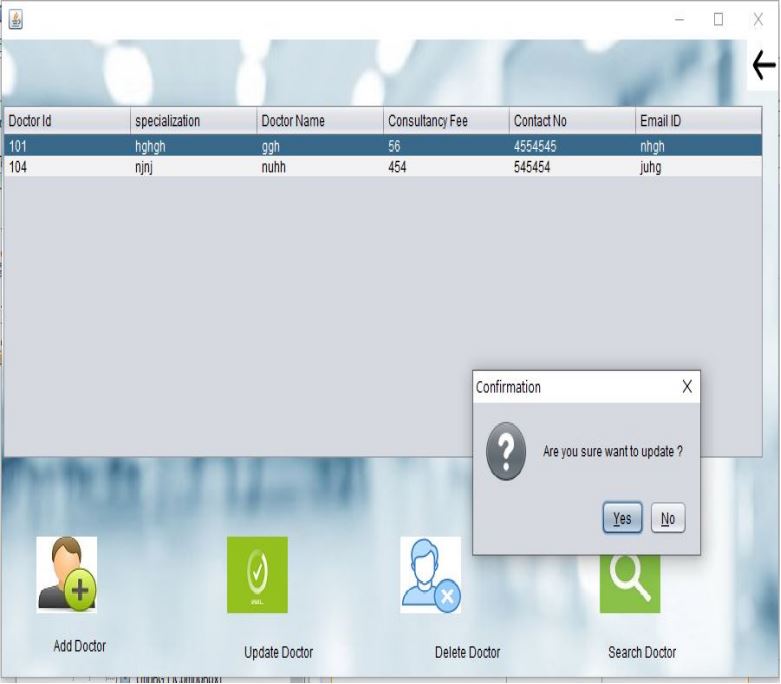 Doctor Id specialization Doctor Name Consultancy Fee Contact No Email ID
101 hghgh ggh 56 4554545 nhgh
104 njnj nuhh 454 545454 juhg
Confirmation X
Are you sure want to update ?
Yes No
Add Doctor Update Doctor Delete Doctor Search Doctor